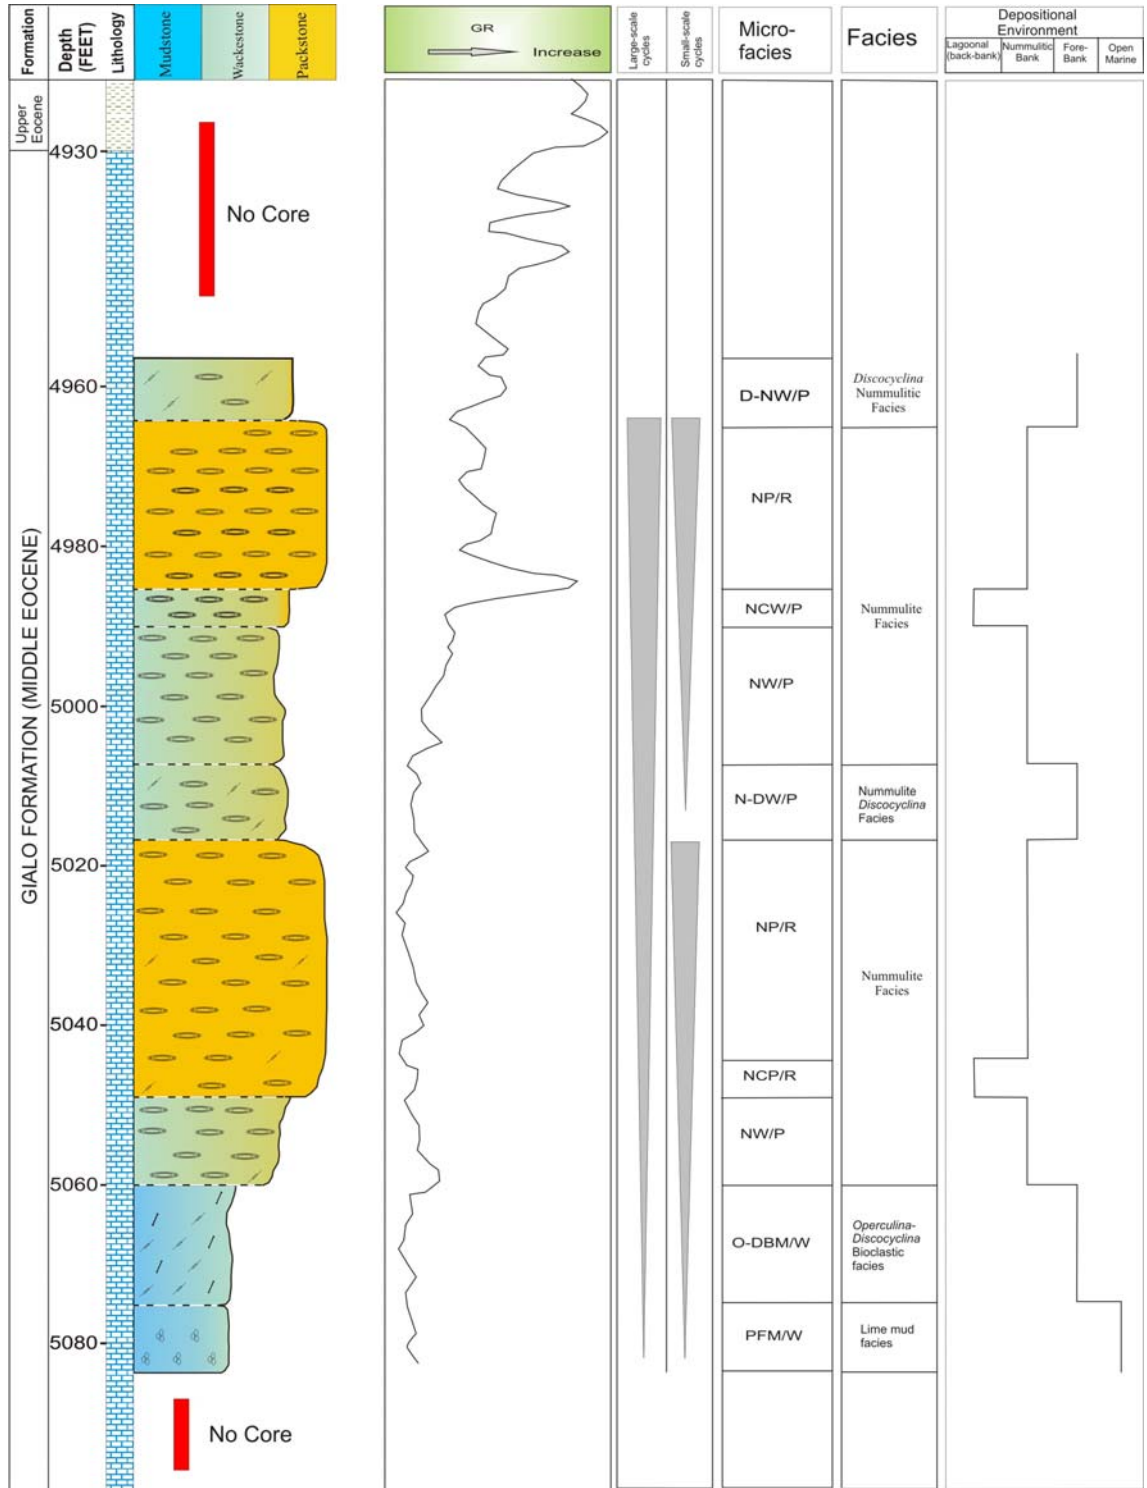 Formation
Depth
(FEET)
Lithology
Mudstone
Wackestone
Packstone
GR
Increase
Large-scale
cycles
Small-scale
cycles
Micro-
facies
Facies
Depositional
Environment
Lagoonal
(back-bank)
Nummulitic
Bank
Fore-
Bank
Open
Marine
Upper
Eocene
GIALO FORMATION (MIDDLE EOCENE)
4930
4960
4980
5000
5020
5040
5060
5080
No Core
No Core
D-NW/P
NP/R
NCW/P
NW/P
N-DW/P
NP/R
NCP/R
NW/P
O-DBM/W
PFM/W
Discocyclina
Nummulitic
Facies
Nummulite
Facies
Nummulite
Discocyclina
Facies
Nummulite
Facies
Operculina-
Discocyclina
Bioclastic
facies
Lime mud
facies